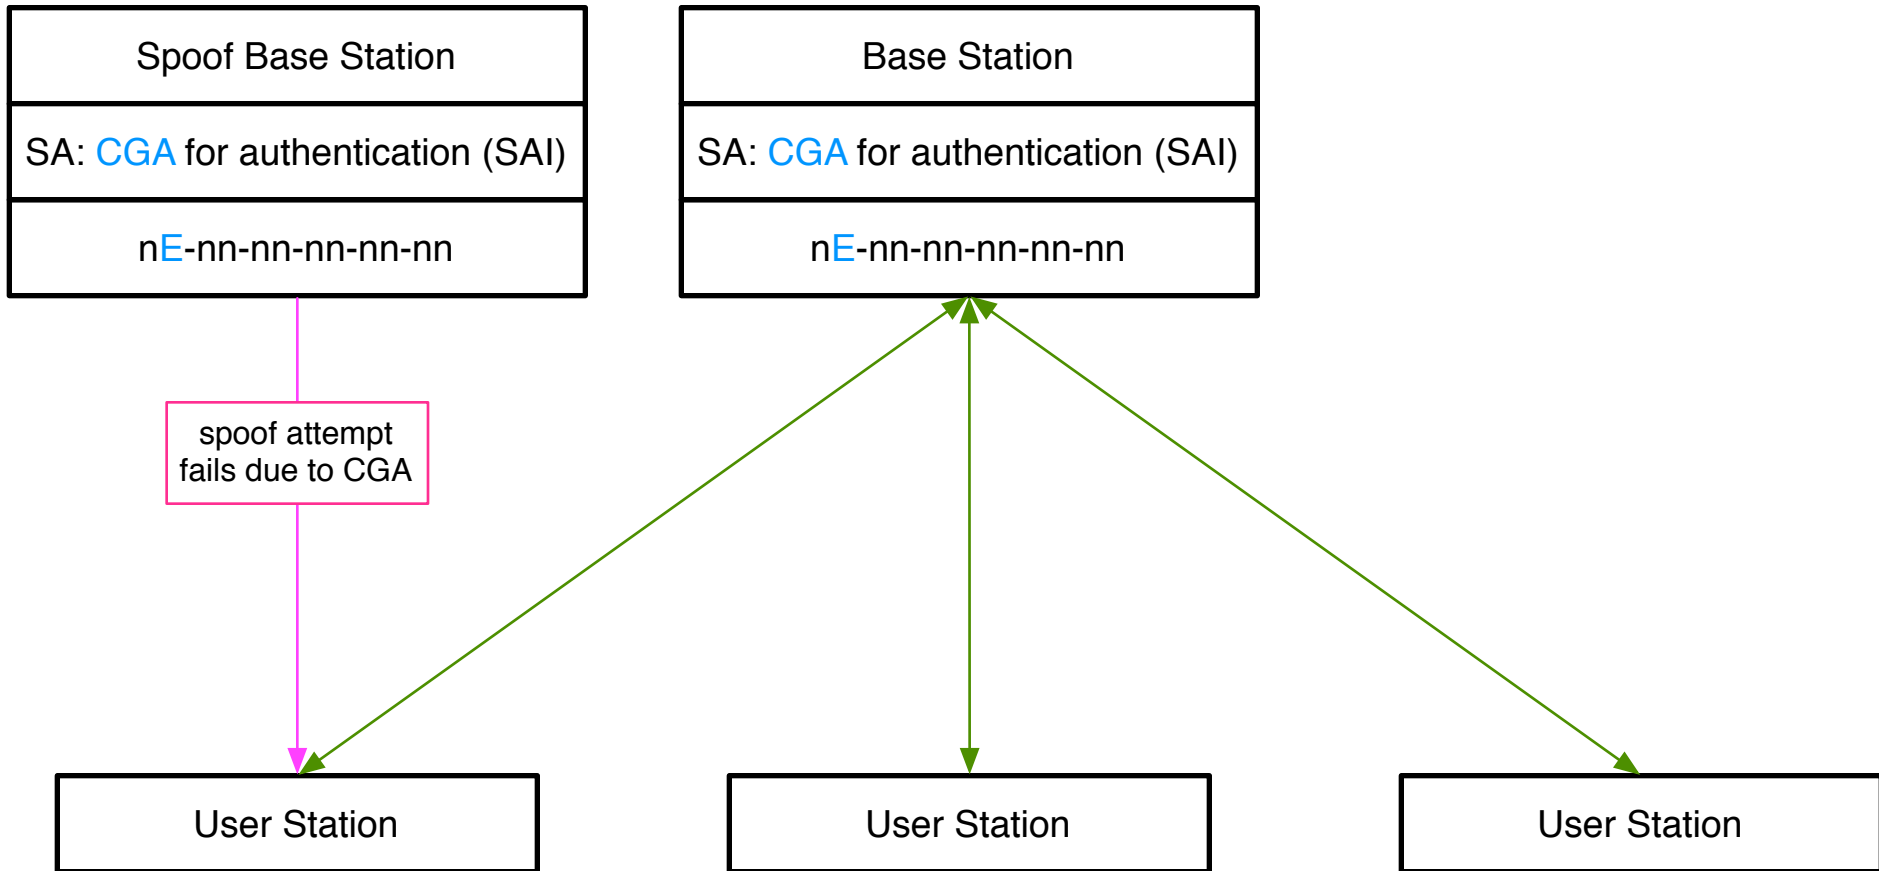 Spoof Base Station
SA: CGA for authentication (SAI)
nE-nn-nn-nn-nn-nn
Base Station
SA: CGA for authentication (SAI)
nE-nn-nn-nn-nn-nn
spoof attempt
fails due to CGA
User Station
User Station
User Station